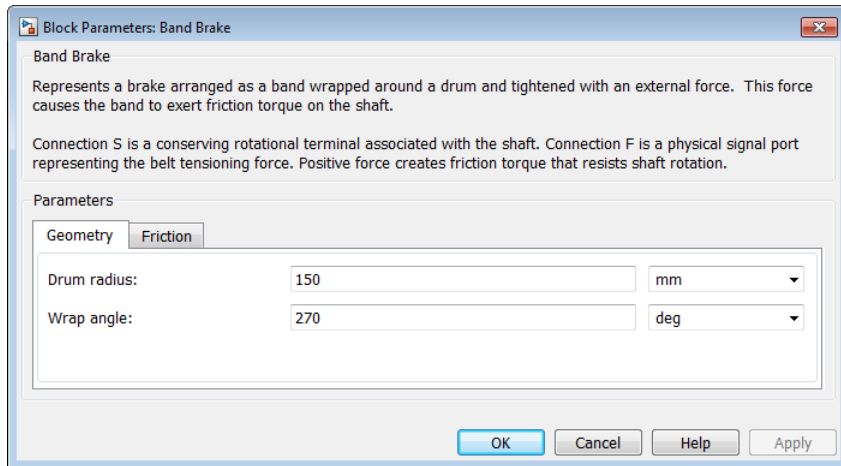 Block Parameters: Band Brake
Band Brake
Represents a brake arranged as a band wrapped around a drum and tightened with an external force. This force
causes the band to exert friction torque on the shaft.
Connection S is a conserving rotational terminal associated with the shaft. Connection F is a physical signal port
representing the belt tensioning force. Positive force creates friction torque that resists shaft rotation.
Parameters
Geometry Friction
Drum radius: 150 mm
Wrap angle: 270 deg
OK Cancel Help Apply